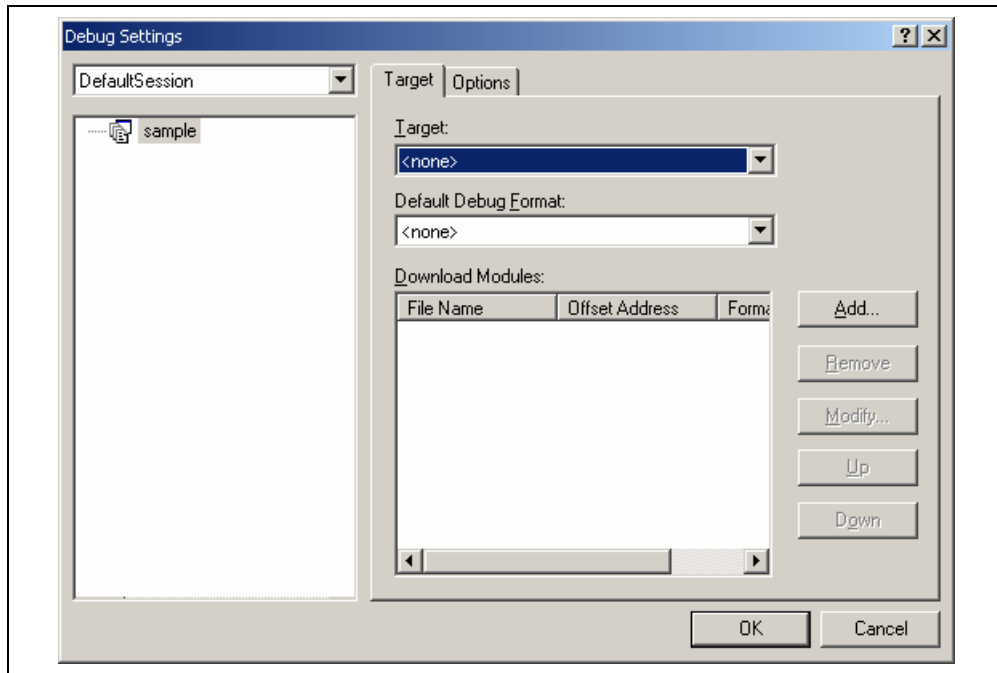 Debug Settings
DefaultSession
sample
Target
Options
Target:
<none>
Default Debug Format:
<none>
Download Modules:
File Name
Offset Address
Forma
Add...
Remove
Modify...
Up
Down
OK
Cancel